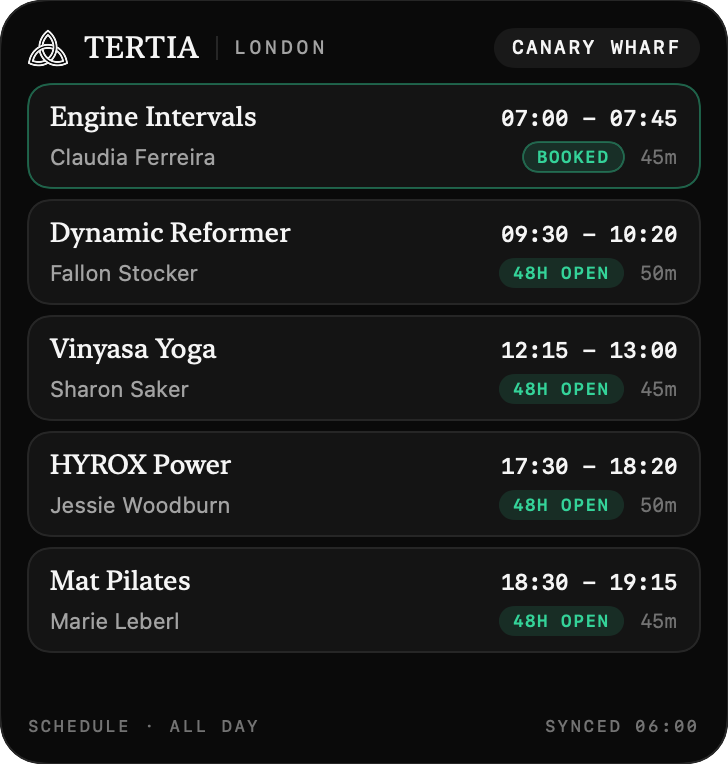 TERTIA LONDON CANARY WHARF
Engine Intervals 07:00 – 07:45
Claudia Ferreira BOOKED 45m
Dynamic Reformer 09:30 – 10:20
Fallon Stocker 48H OPEN 50m
Vinyasa Yoga 12:15 – 13:00
Sharon Saker 48H OPEN 45m
HYROX Power 17:30 – 18:20
Jessie Woodburn 48H OPEN 50m
Mat Pilates 18:30 – 19:15
Marie Leberl 48H OPEN 45m
SCHEDULE · ALL DAY SYNCED 06:00